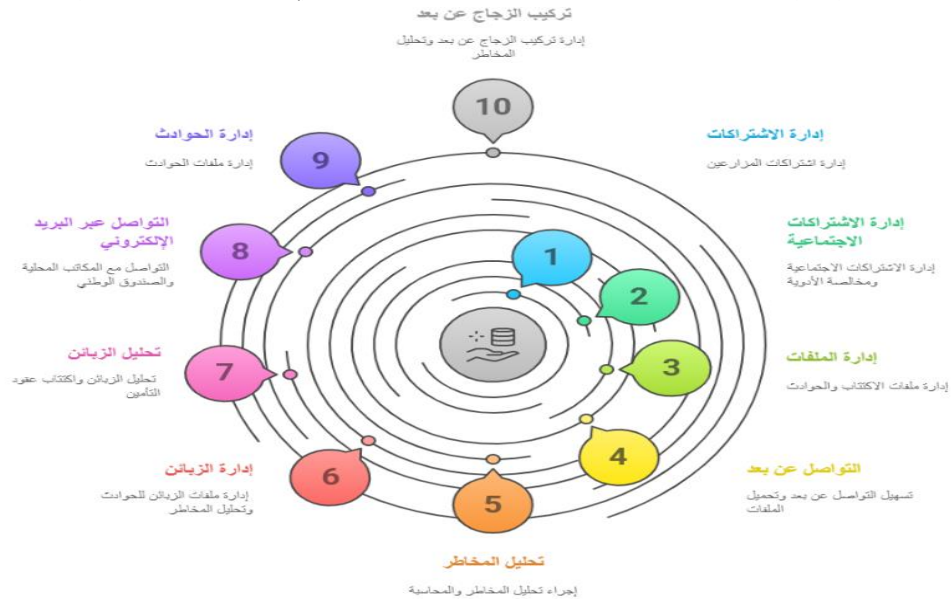 تركيب الزجاج عن بعد
إدارة تركيب الزجاج عن بعد وتحليل
المخاطر
10
إدارة الاشتراكات
إدارة اشتراكات المزارعين
1
إدارة الاشتراكات
الاجتماعية
إدارة الاشتراكات الاجتماعية
ومخالصة الأدوية
2
إدارة الملفات
إدارة ملفات الاكتتاب والحوادث
3
التواصل عن بعد
تسهيل التواصل عن بعد وتحميل
الملفات
4
تحليل المخاطر
إجراء تحليل المخاطر والمحاسبة
5
إدارة الزبائن
إدارة ملفات الزبائن للحوادث
وتحليل المخاطر
6
تحليل الزبائن
تحليل الزبائن واكتتاب عقود
التأمين
7
التواصل عبر البريد
الإلكتروني
التواصل مع المكاتب المحلية
والصندوق الوطني
8
إدارة الحوادث
إدارة ملفات الحوادث
9